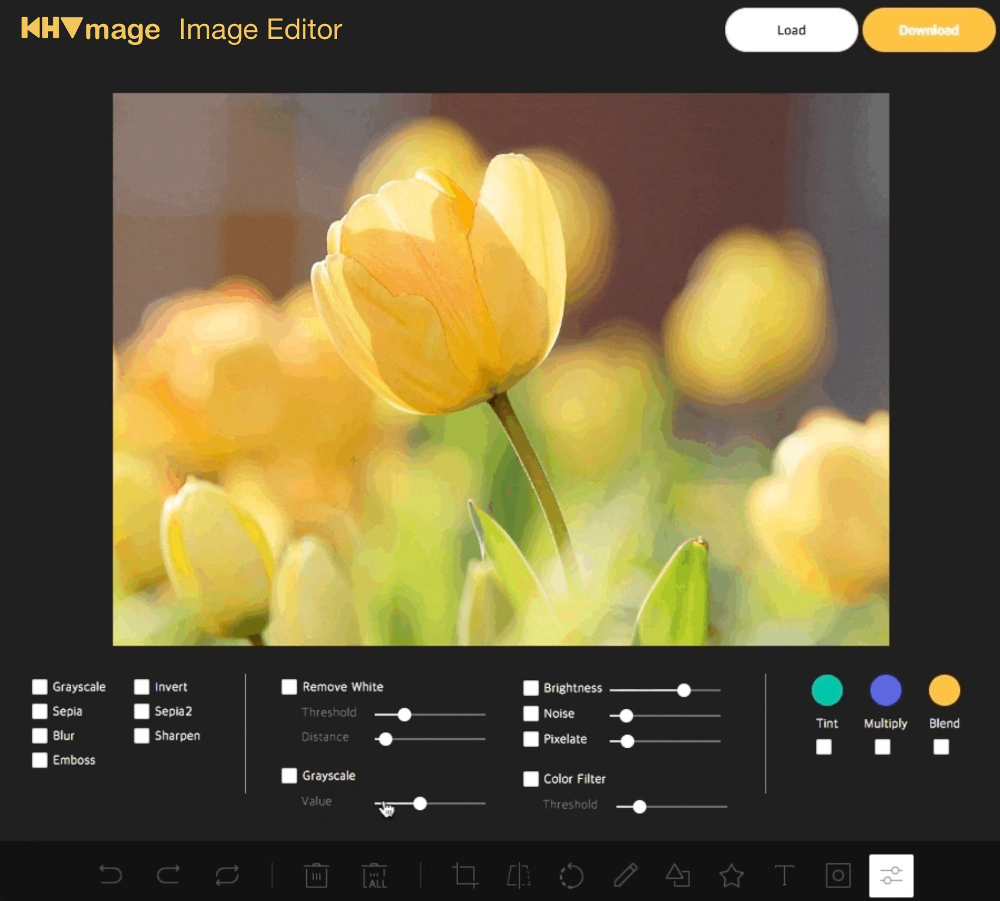 KHmage Image Editor
Load
Download
Grayscale
Invert
Sepia
Sepia2
Blur
Sharpen
Emboss
Remove White
Threshold
Distance
Grayscale
Value
Brightness
Noise
Pixelate
Color Filter
Threshold
Tint
Multiply
Blend
ALL
T